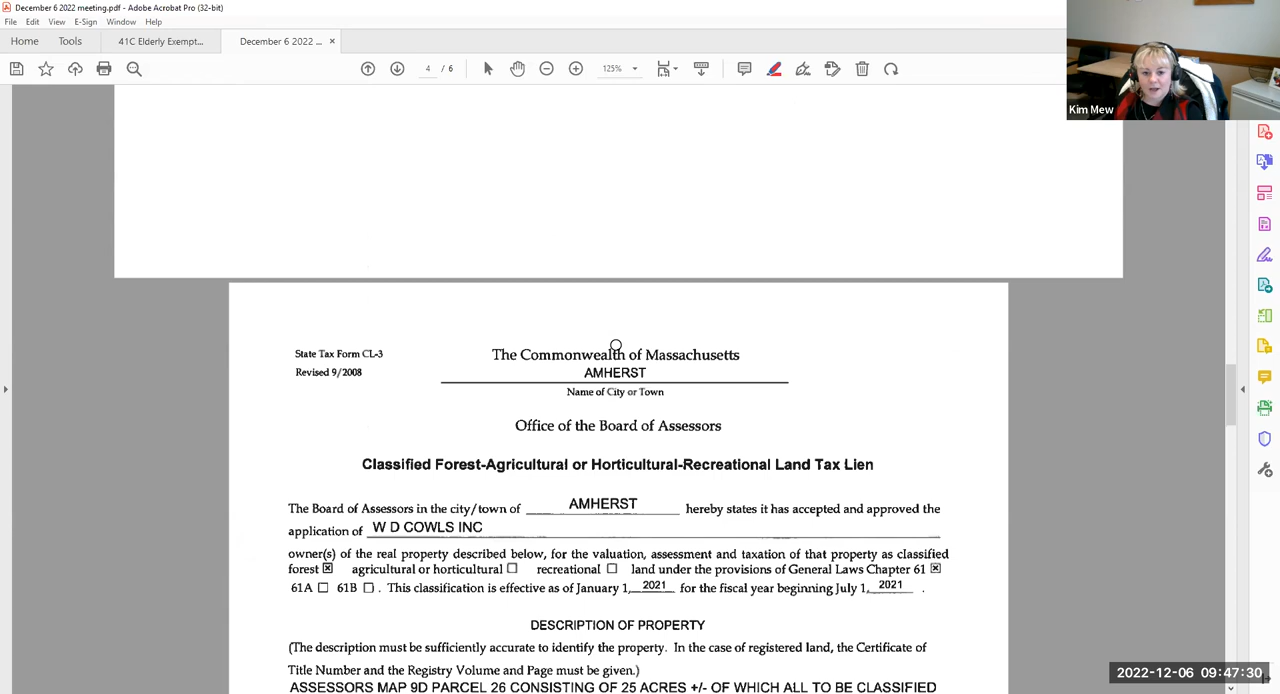 December 6 2022 meeting.pdf - Adobe Acrobat Pro (32-bit)
File Edit View E-Sign Window Help
Home Tools 41C Elderly Exempt... December 6 2022 ... ×
4 / 6 125%
Kim Mew
State Tax Form CL-3
Revised 9/2008
The Commonwealth of Massachusetts
AMHERST
Name of City or Town
Office of the Board of Assessors
Classified Forest-Agricultural or Horticultural-Recreational Land Tax Lien
The Board of Assessors in the city/town of AMHERST hereby states it has accepted and approved the
application of W D COWLS INC
owner(s) of the real property described below, for the valuation, assessment and taxation of that property as classified
forest ☒ agricultural or horticultural ☐ recreational ☐ land under the provisions of General Laws Chapter 61 ☒
61A ☐ 61B ☐ . This classification is effective as of January 1, 2021 for the fiscal year beginning July 1, 2021 .
DESCRIPTION OF PROPERTY
(The description must be sufficiently accurate to identify the property. In the case of registered land, the Certificate of
Title Number and the Registry Volume and Page must be given.)
ASSESSORS MAP 9D PARCEL 26 CONSISTING OF 25 ACRES +/- OF WHICH ALL TO BE CLASSIFIED
2022-12-06 09:47:30